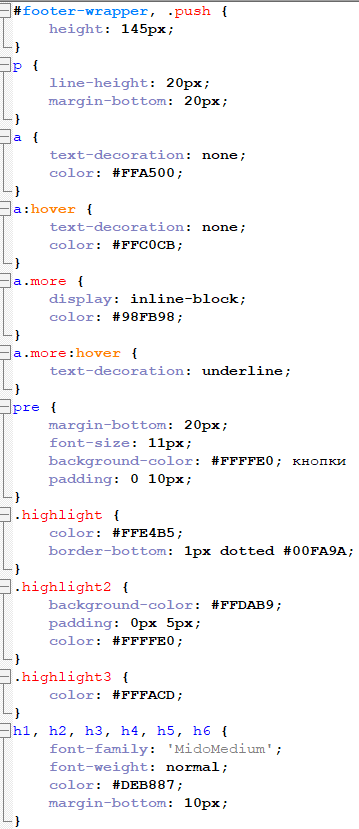 #footer-wrapper, .push {
height: 145px;
}
p {
line-height: 20px;
margin-bottom: 20px;
}
a {
text-decoration: none;
color: #FFA500;
}
a:hover {
text-decoration: none;
color: #FFC0CB;
}
a.more {
display: inline-block;
color: #98FB98;
}
a.more:hover {
text-decoration: underline;
}
pre {
margin-bottom: 20px;
font-size: 11px;
background-color: #FFFFE0; кнопки
padding: 0 10px;
}
.highlight {
color: #FFE4B5;
border-bottom: 1px dotted #00FA9A;
}
.highlight2 {
background-color: #FFDAB9;
padding: 0px 5px;
color: #FFFFE0;
}
.highlight3 {
color: #FFFACD;
}
h1, h2, h3, h4, h5, h6 {
font-family: 'MidoMedium';
font-weight: normal;
color: #DEB887;
margin-bottom: 10px;
}